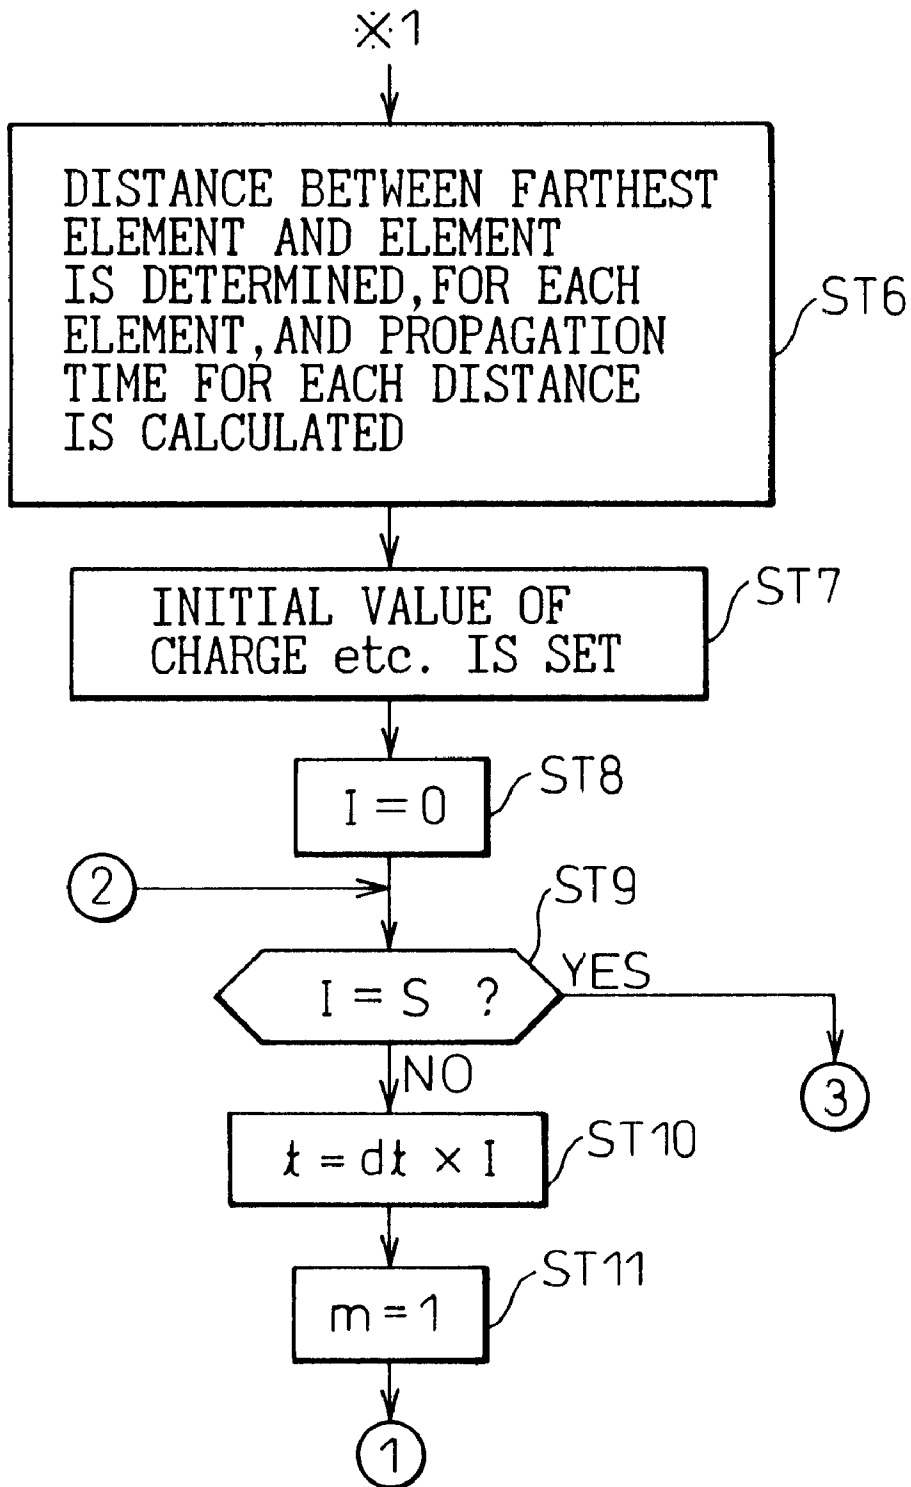 ※1
DISTANCE BETWEEN FARTHEST
ELEMENT AND ELEMENT
IS DETERMINED,FOR EACH
ELEMENT,AND PROPAGATION
TIME FOR EACH DISTANCE
IS CALCULATED
ST6
INITIAL VALUE OF
CHARGE etc. IS SET
ST7
I = 0
ST8
②
ST9
I = S ?
YES
NO
③
t = dt × I
ST10
m = 1
ST11
①